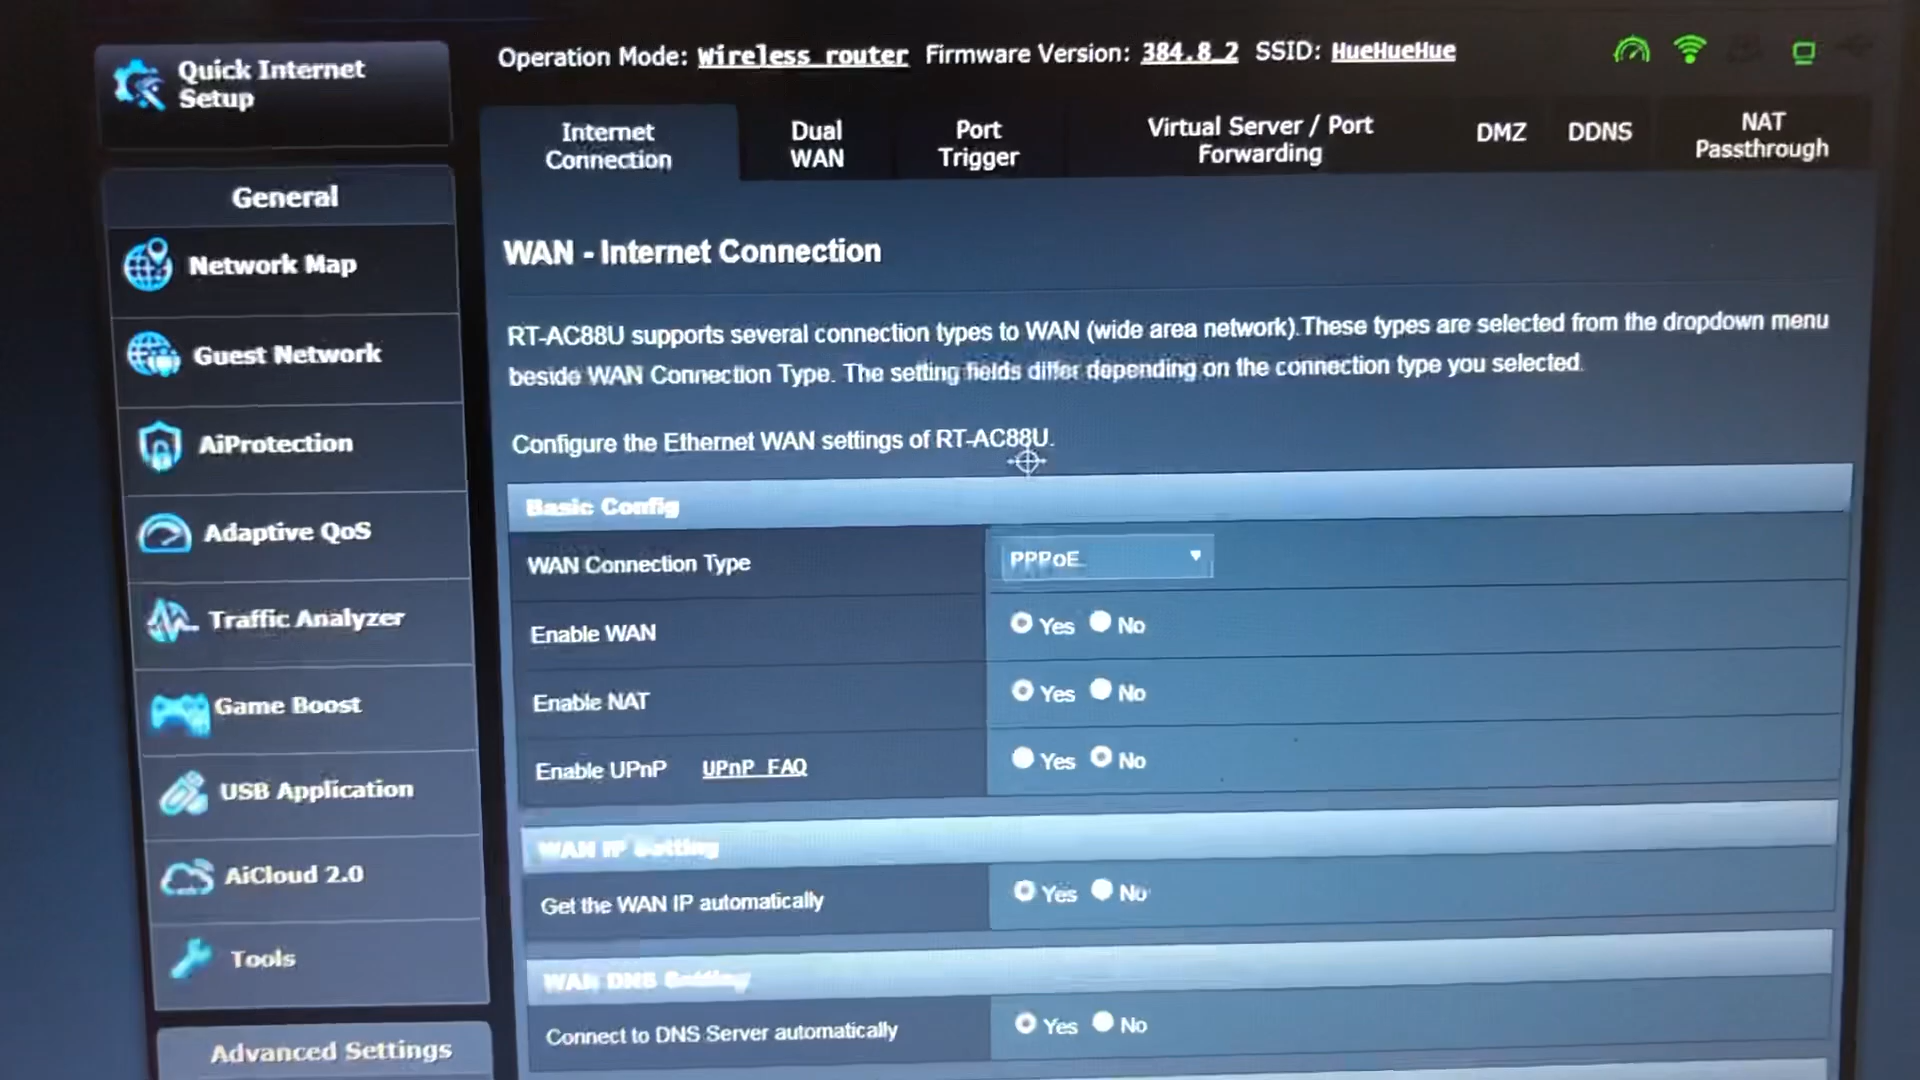 Quick Internet
Setup
Operation Mode: Wireless router Firmware Version: 384.8_2 SSID: HueHueHue
Internet
Connection
Dual
WAN
Port
Trigger
Virtual Server / Port
Forwarding
DMZ
DDNS
NAT
Passthrough
General
Network Map
Guest Network
AiProtection
Adaptive QoS
Traffic Analyzer
Game Boost
USB Application
AiCloud 2.0
Tools
Advanced Settings
WAN - Internet Connection
RT-AC88U supports several connection types to WAN (wide area network).These types are selected from the dropdown menu
beside WAN Connection Type. The setting fields differ depending on the connection type you selected.
Configure the Ethernet WAN settings of RT-AC88U.
Basic Config
WAN Connection Type PPPoE
Enable WAN Yes No
Enable NAT Yes No
Enable UPnP UPnP FAQ Yes No
WAN IP Setting
Get the WAN IP automatically Yes No
WAN DNS Setting
Connect to DNS Server automatically Yes No